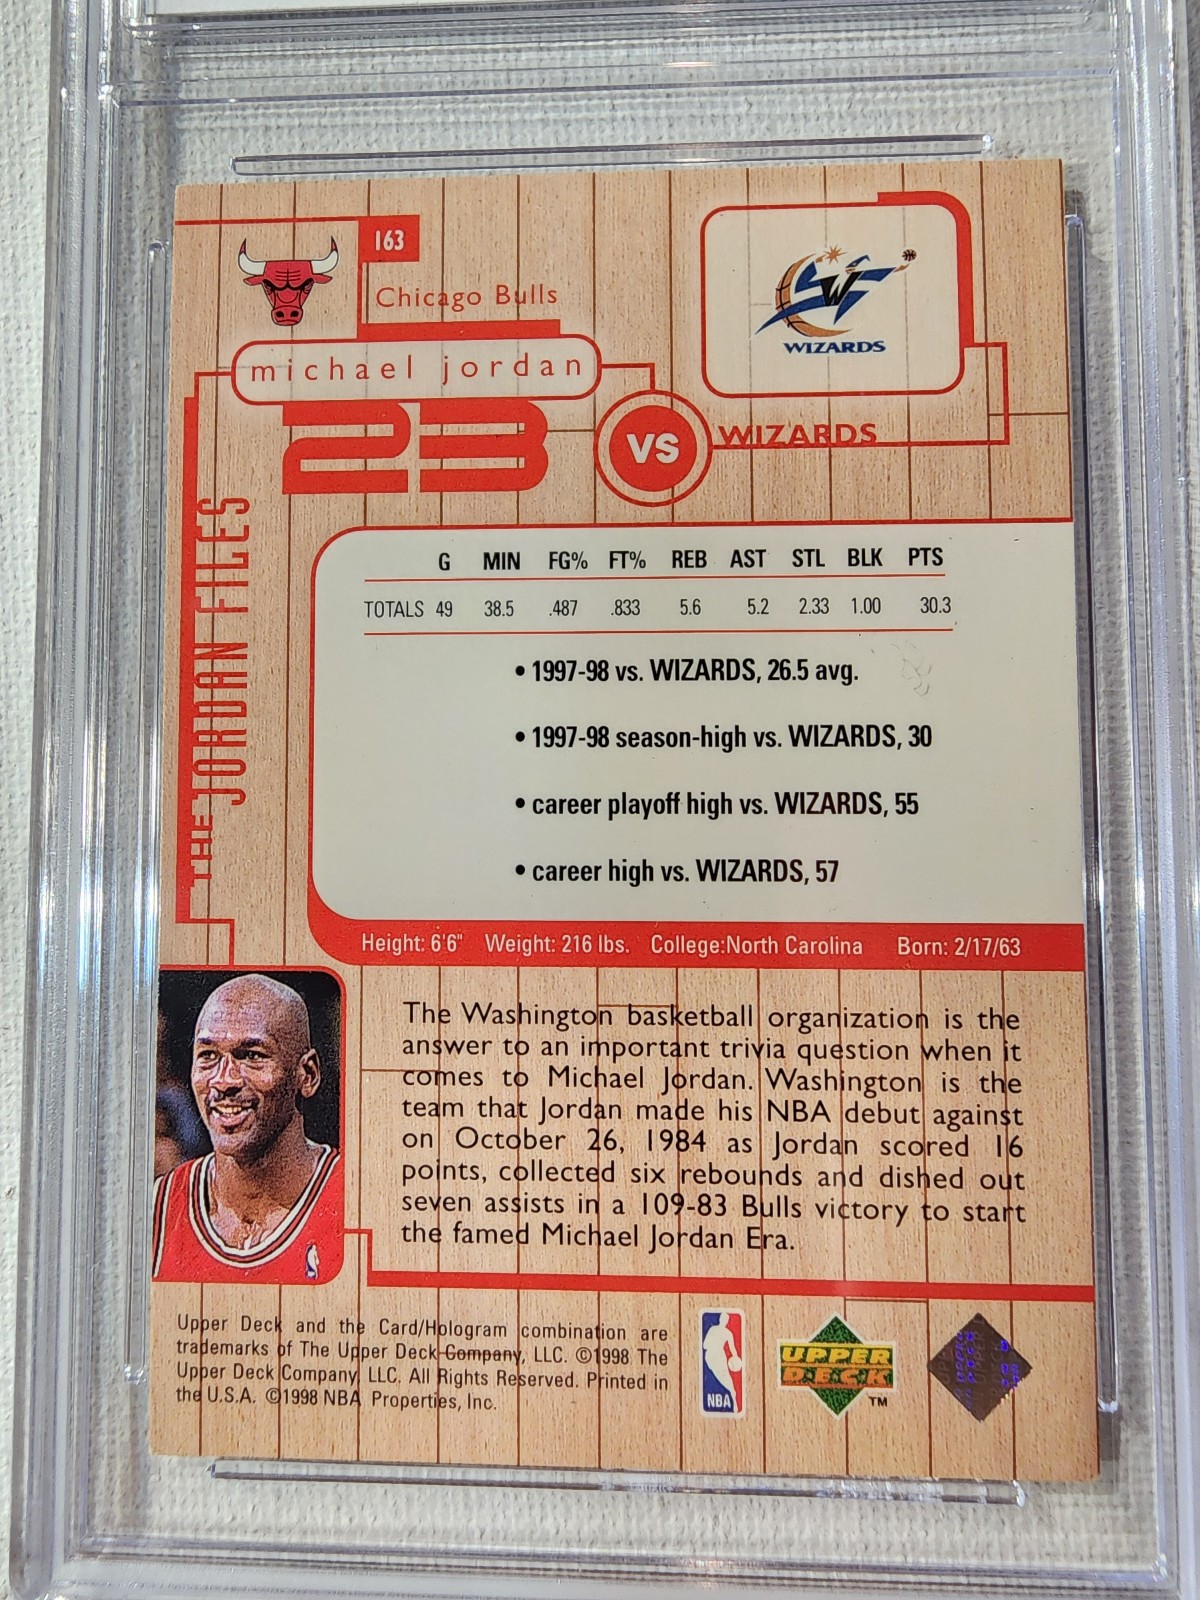 163
Chicago Bulls
michael jordan
23
VS
WIZARDS
WIZARDS
THE JORDAN FILES
G MIN FG% FT% REB AST STL BLK PTS
TOTALS 49 38.5 .487 .833 5.6 5.2 2.33 1.00 30.3
• 1997-98 vs. WIZARDS, 26.5 avg.
• 1997-98 season-high vs. WIZARDS, 30
• career playoff high vs. WIZARDS, 55
• career high vs. WIZARDS, 57
Height: 6'6" Weight: 216 lbs. College:North Carolina Born: 2/17/63
The Washington basketball organization is the
answer to an important trivia question when it
comes to Michael Jordan. Washington is the
team that Jordan made his NBA debut against
on October 26, 1984 as Jordan scored 16
points, collected six rebounds and dished out
seven assists in a 109-83 Bulls victory to start
the famed Michael Jordan Era.
Upper Deck and the Card/Hologram combination are
trademarks of The Upper Deck Company, LLC. ©1998 The
Upper Deck Company, LLC. All Rights Reserved. Printed in
the U.S.A. ©1998 NBA Properties, Inc.
NBA
UPPER
DECK
TM